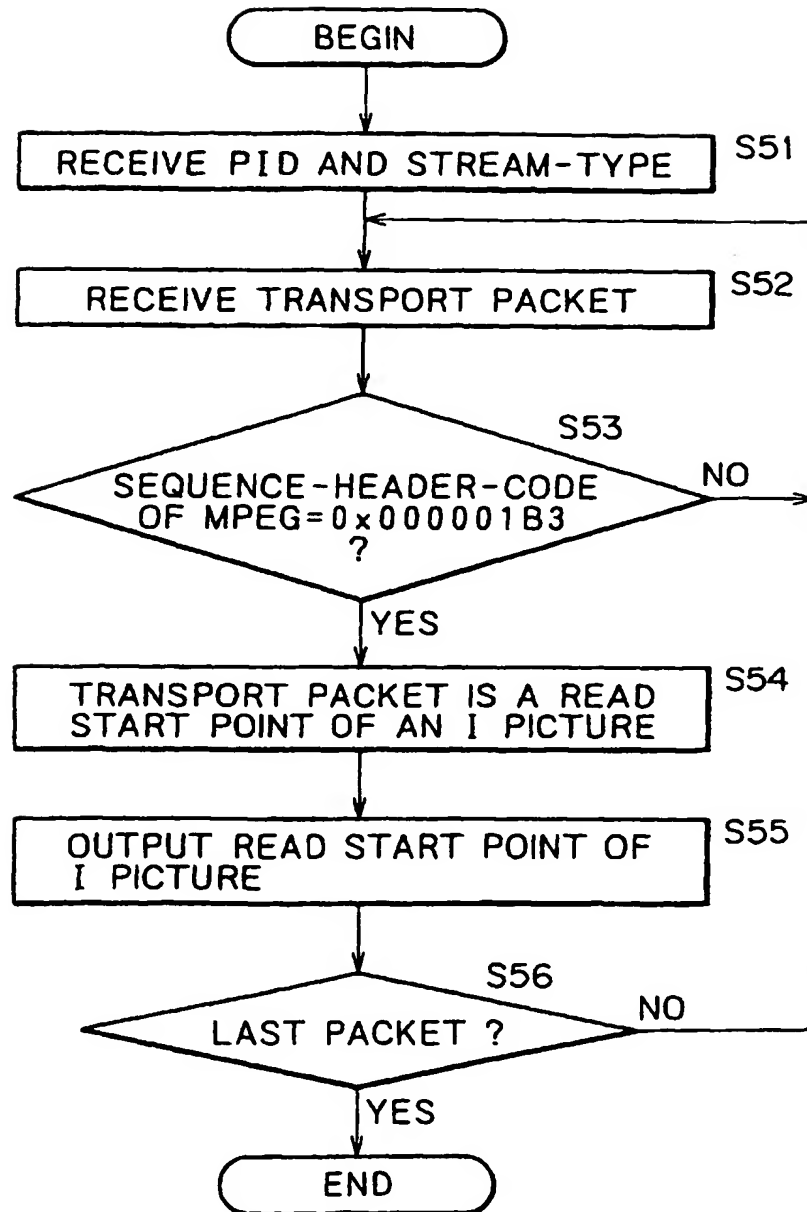 BEGIN
RECEIVE PID AND STREAM-TYPE
S51
RECEIVE TRANSPORT PACKET
S52
S53
SEQUENCE-HEADER-CODE
OF MPEG=0x000001B3
?
NO
YES
TRANSPORT PACKET IS A READ
START POINT OF AN I PICTURE
S54
OUTPUT READ START POINT OF
I PICTURE
S55
S56
LAST PACKET ?
NO
YES
END